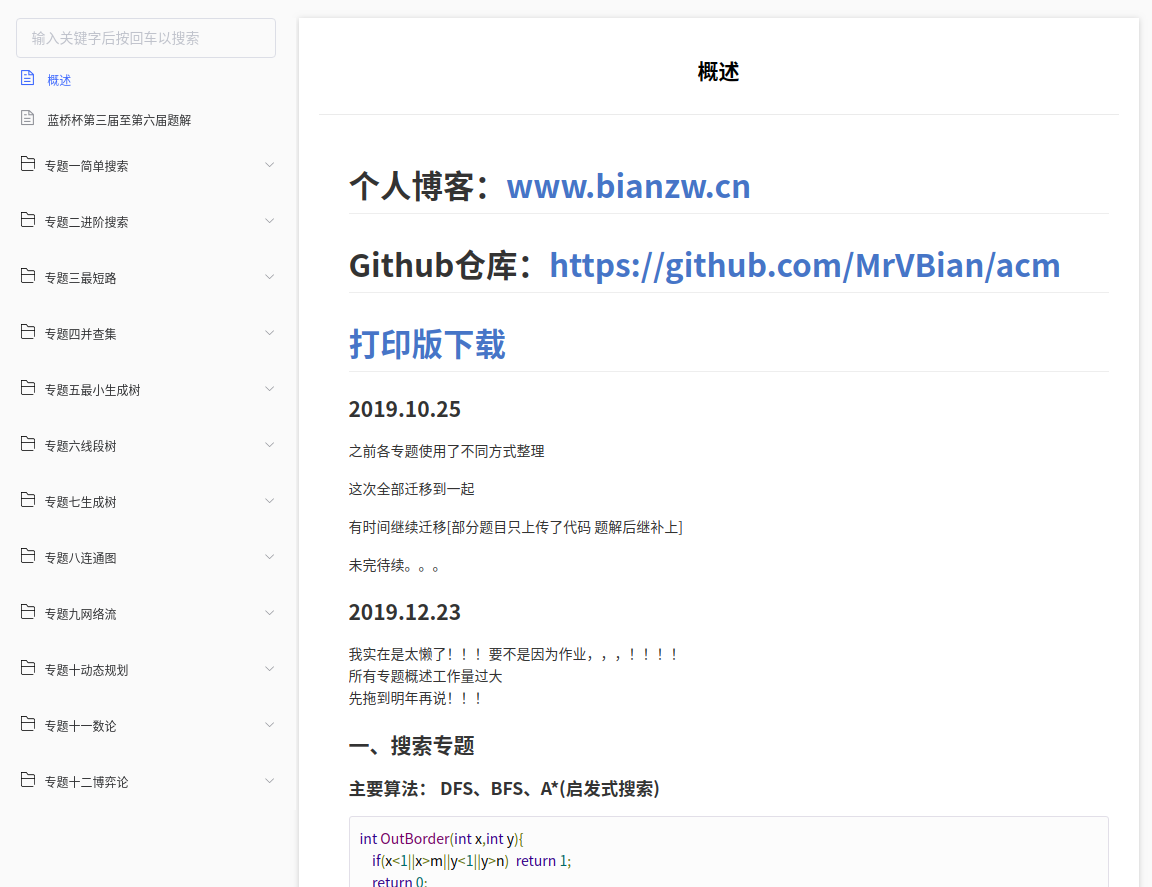 输入关键字后按回车以搜索
概述
蓝桥杯第三届至第六届题解
专题一简单搜索
专题二进阶搜索
专题三最短路
专题四并查集
专题五最小生成树
专题六线段树
专题七生成树
专题八连通图
专题九网络流
专题十动态规划
专题十一数论
专题十二博弈论
概述
个人博客：www.bianzw.cn
Github仓库：https://github.com/MrVBian/acm
打印版下载
2019.10.25
之前各专题使用了不同方式整理
这次全部迁移到一起
有时间继续迁移[部分题目只上传了代码 题解后继补上]
未完待续。。。
2019.12.23
我实在是太懒了！！！要不是因为作业，，，！！！！
所有专题概述工作量过大
先拖到明年再说！！！
一、搜索专题
主要算法： DFS、BFS、A*(启发式搜索)
int OutBorder(int x,int y){
if(x<1||x>m||y<1||y>n) return 1;
return 0;